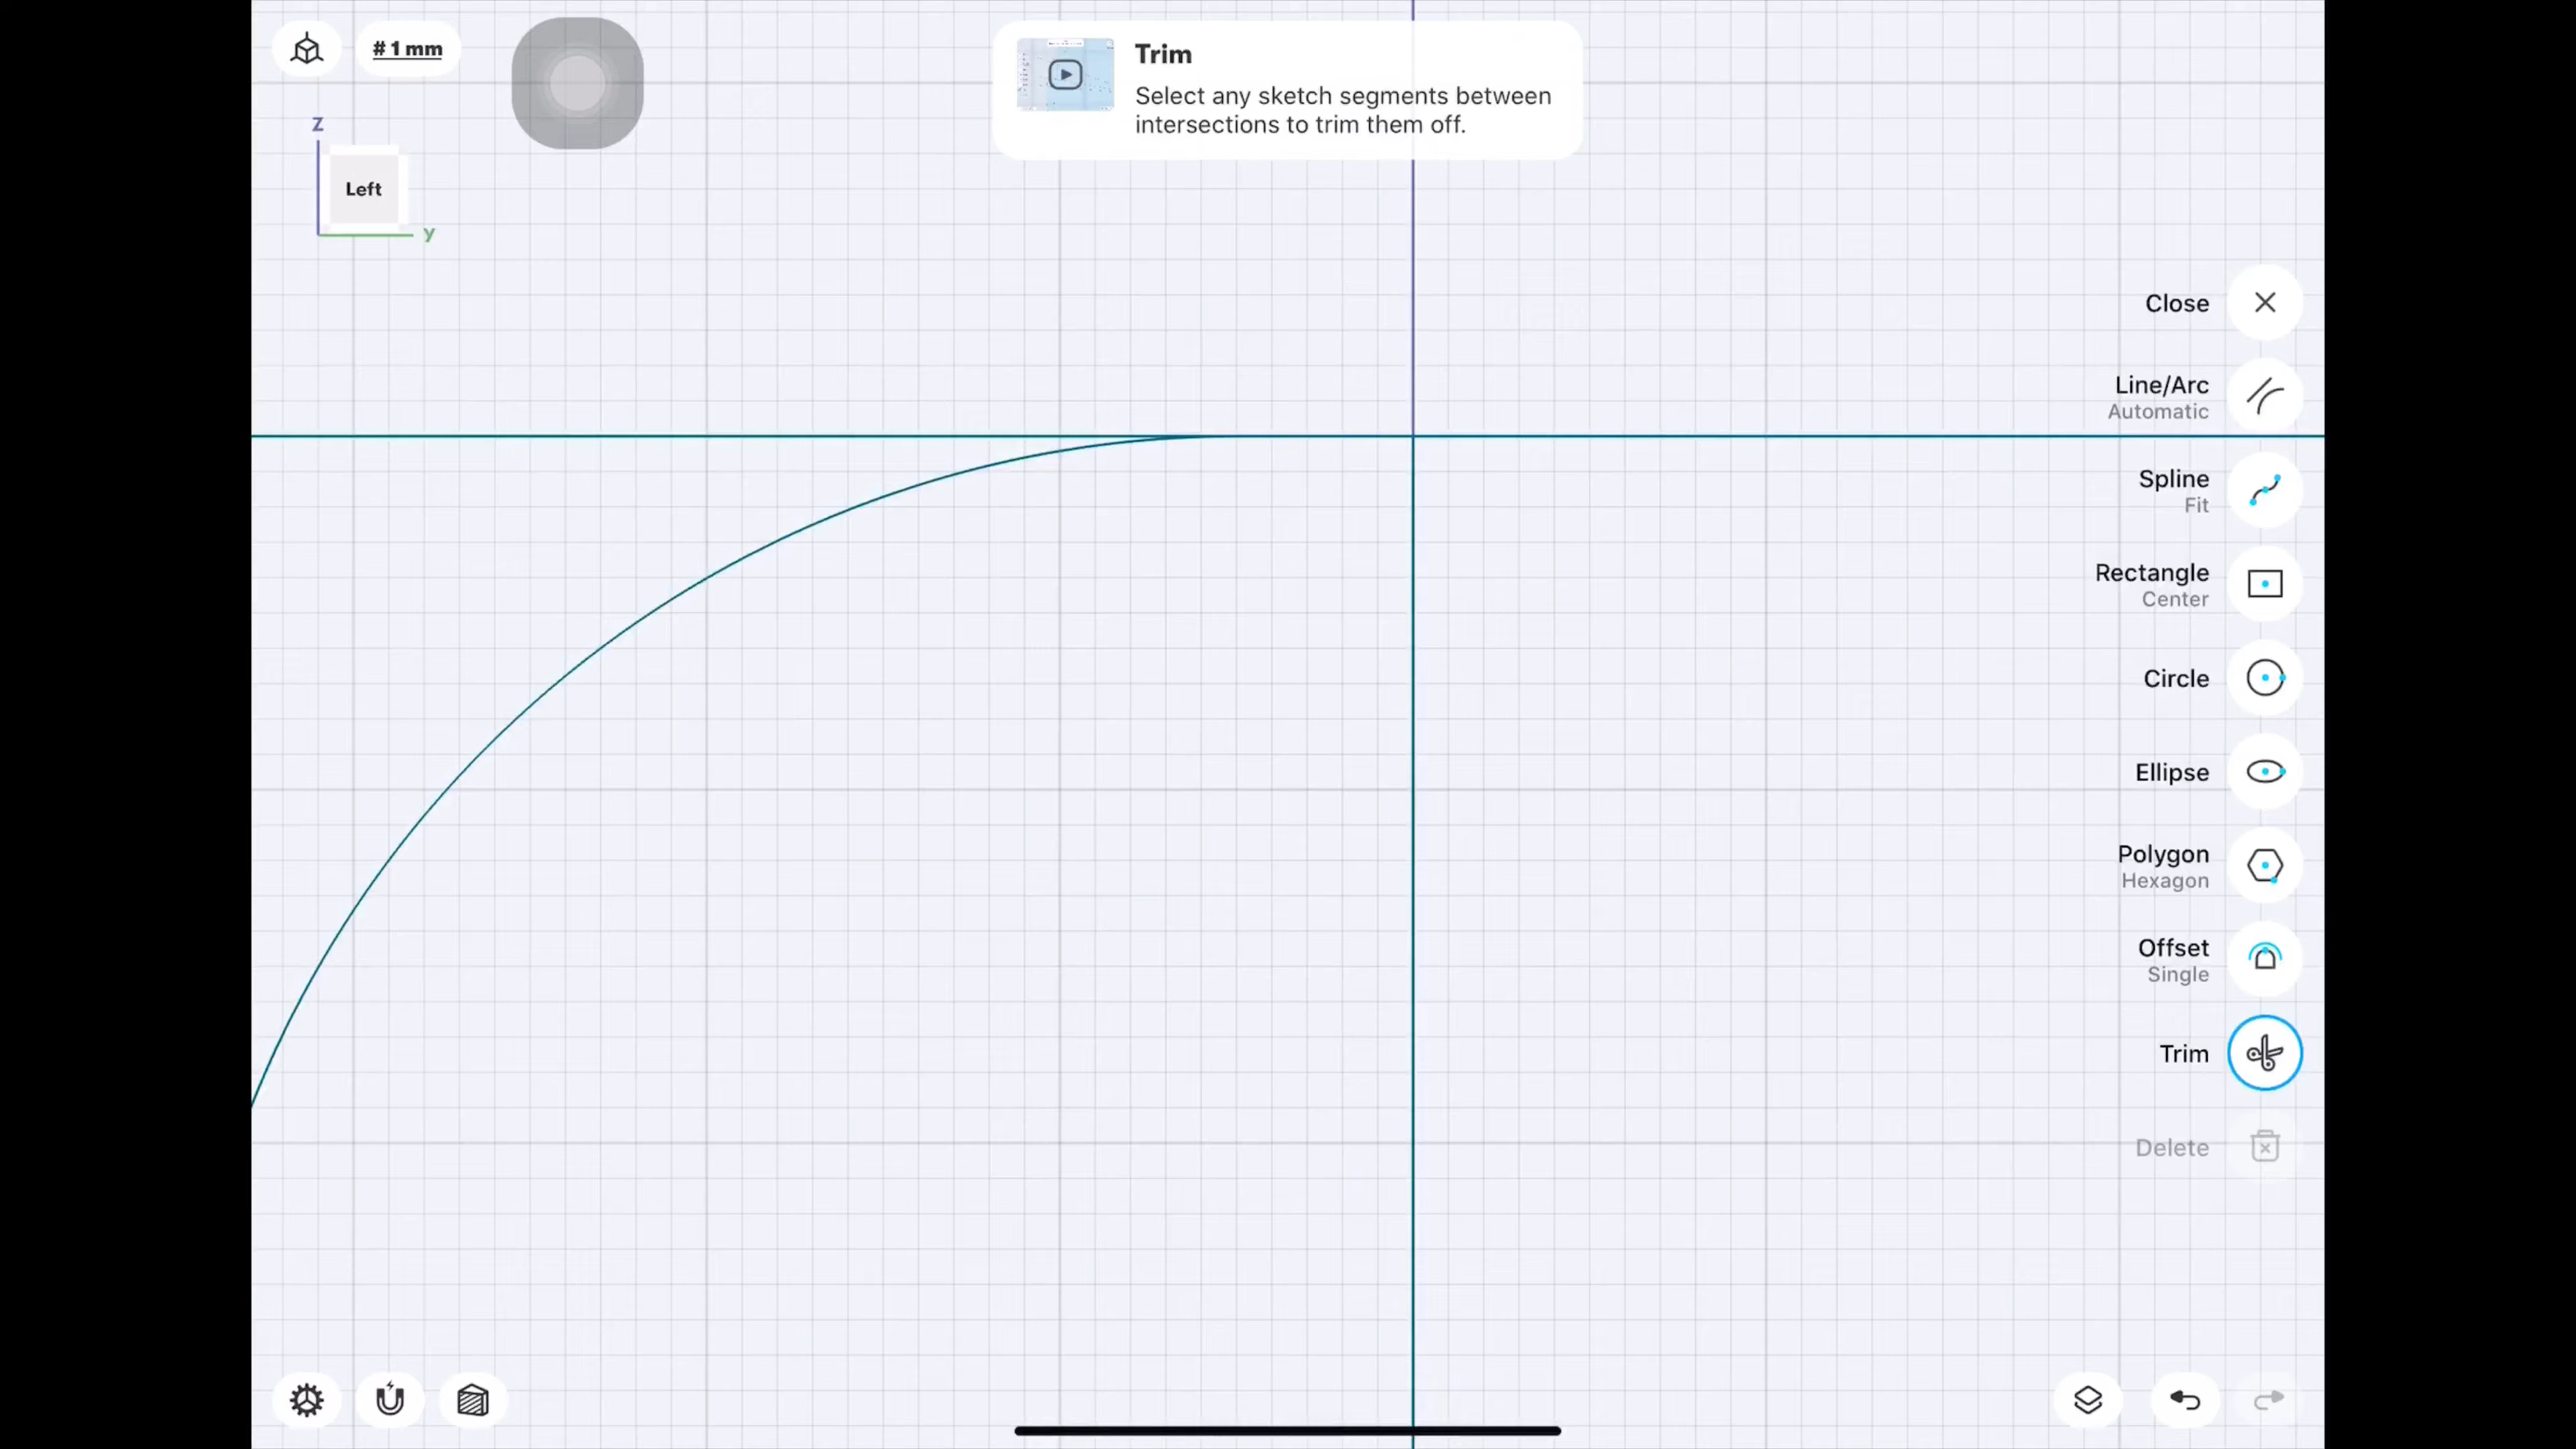 # 1 mm
Trim
Select any sketch segments between
intersections to trim them off.
Z
Left
Y
Close
Line/Arc
Automatic
Spline
Fit
Rectangle
Center
Circle
Ellipse
Polygon
Hexagon
Offset
Single
Trim
Delete